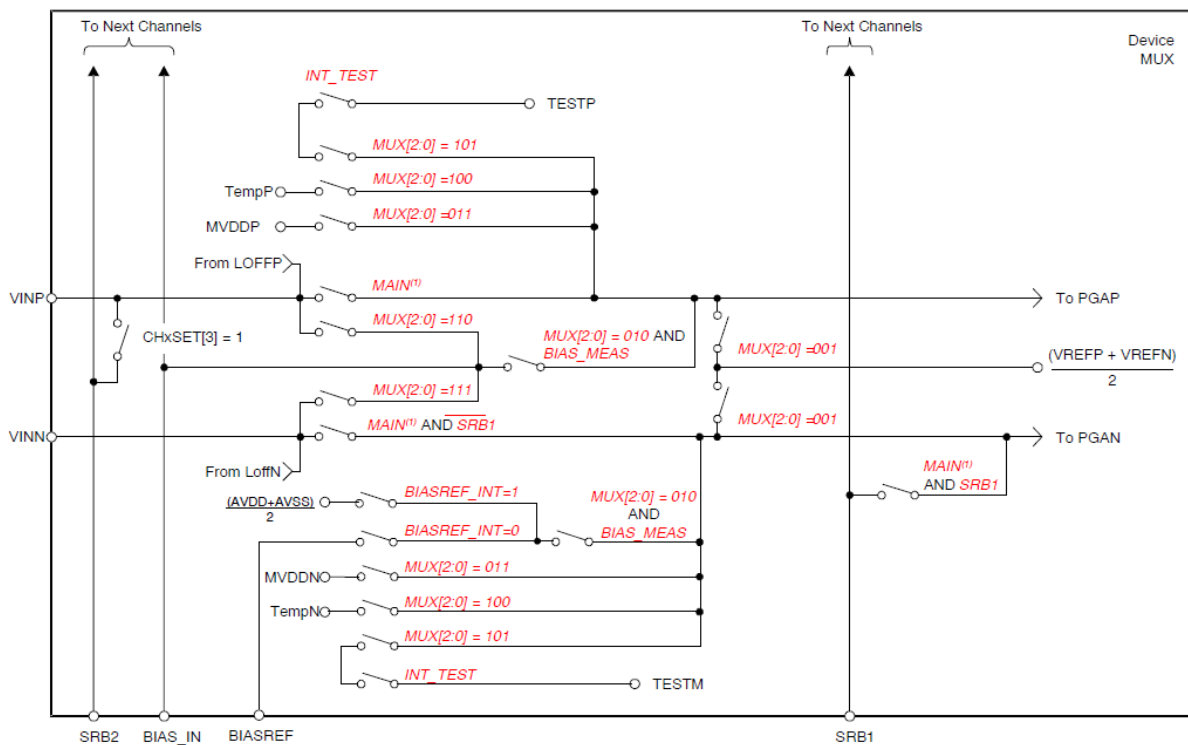 To Next Channels
To Next Channels
Device
MUX
INT_TEST
TESTP
MUX[2:0] = 101
TempP
MUX[2:0] =100
MVDDP
MUX[2:0] =011
From LOFFP
VINP
MAIN(1)
To PGAP
CHxSET[3] = 1
MUX[2:0] =110
MUX[2:0] = 010 AND
BIAS_MEAS
MUX[2:0] =001
(VREFP + VREFN)
2
MUX[2:0] =111
MUX[2:0] =001
VINN
MAIN(1) AND SRB1
To PGAN
From LoffN
MAIN(1)
AND SRB1
(AVDD+AVSS)
2
BIASREF_INT=1
MUX[2:0] = 010
AND
BIAS_MEAS
BIASREF_INT=0
MVDDN
MUX[2:0] = 011
TempN
MUX[2:0] = 100
MUX[2:0] = 101
INT_TEST
TESTM
SRB2
BIAS_IN
BIASREF
SRB1